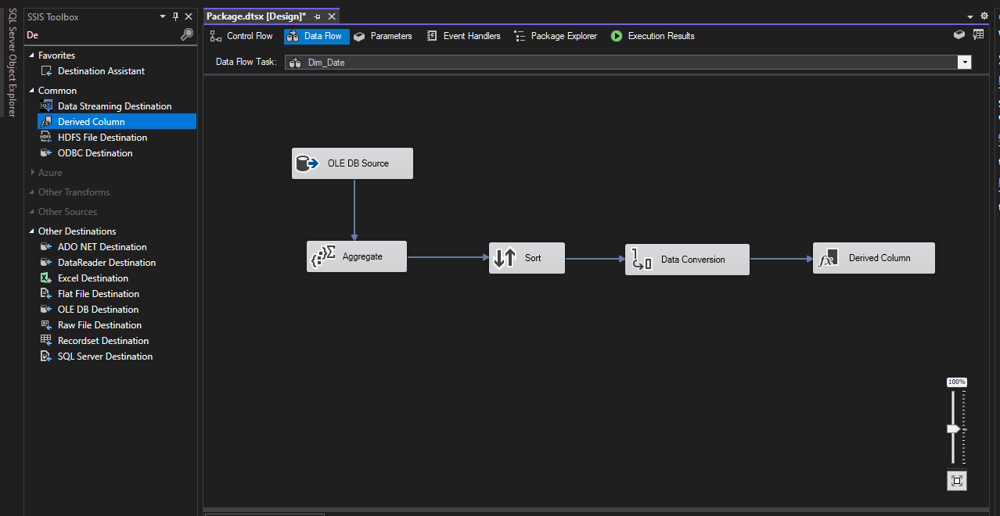 SQL Server Object Explorer
SSIS Toolbox
De
Favorites
Destination Assistant
Common
Data Streaming Destination
Derived Column
HDFS File Destination
ODBC Destination
Azure
Other Transforms
Other Sources
Other Destinations
ADO NET Destination
DataReader Destination
Excel Destination
Flat File Destination
OLE DB Destination
Raw File Destination
Recordset Destination
SQL Server Destination
Package.dtsx [Design]*
Control Flow
Data Flow
Parameters
Event Handlers
Package Explorer
Execution Results
Data Flow Task:
Dim_Date
OLE DB Source
Aggregate
Sort
Data Conversion
Derived Column
100%